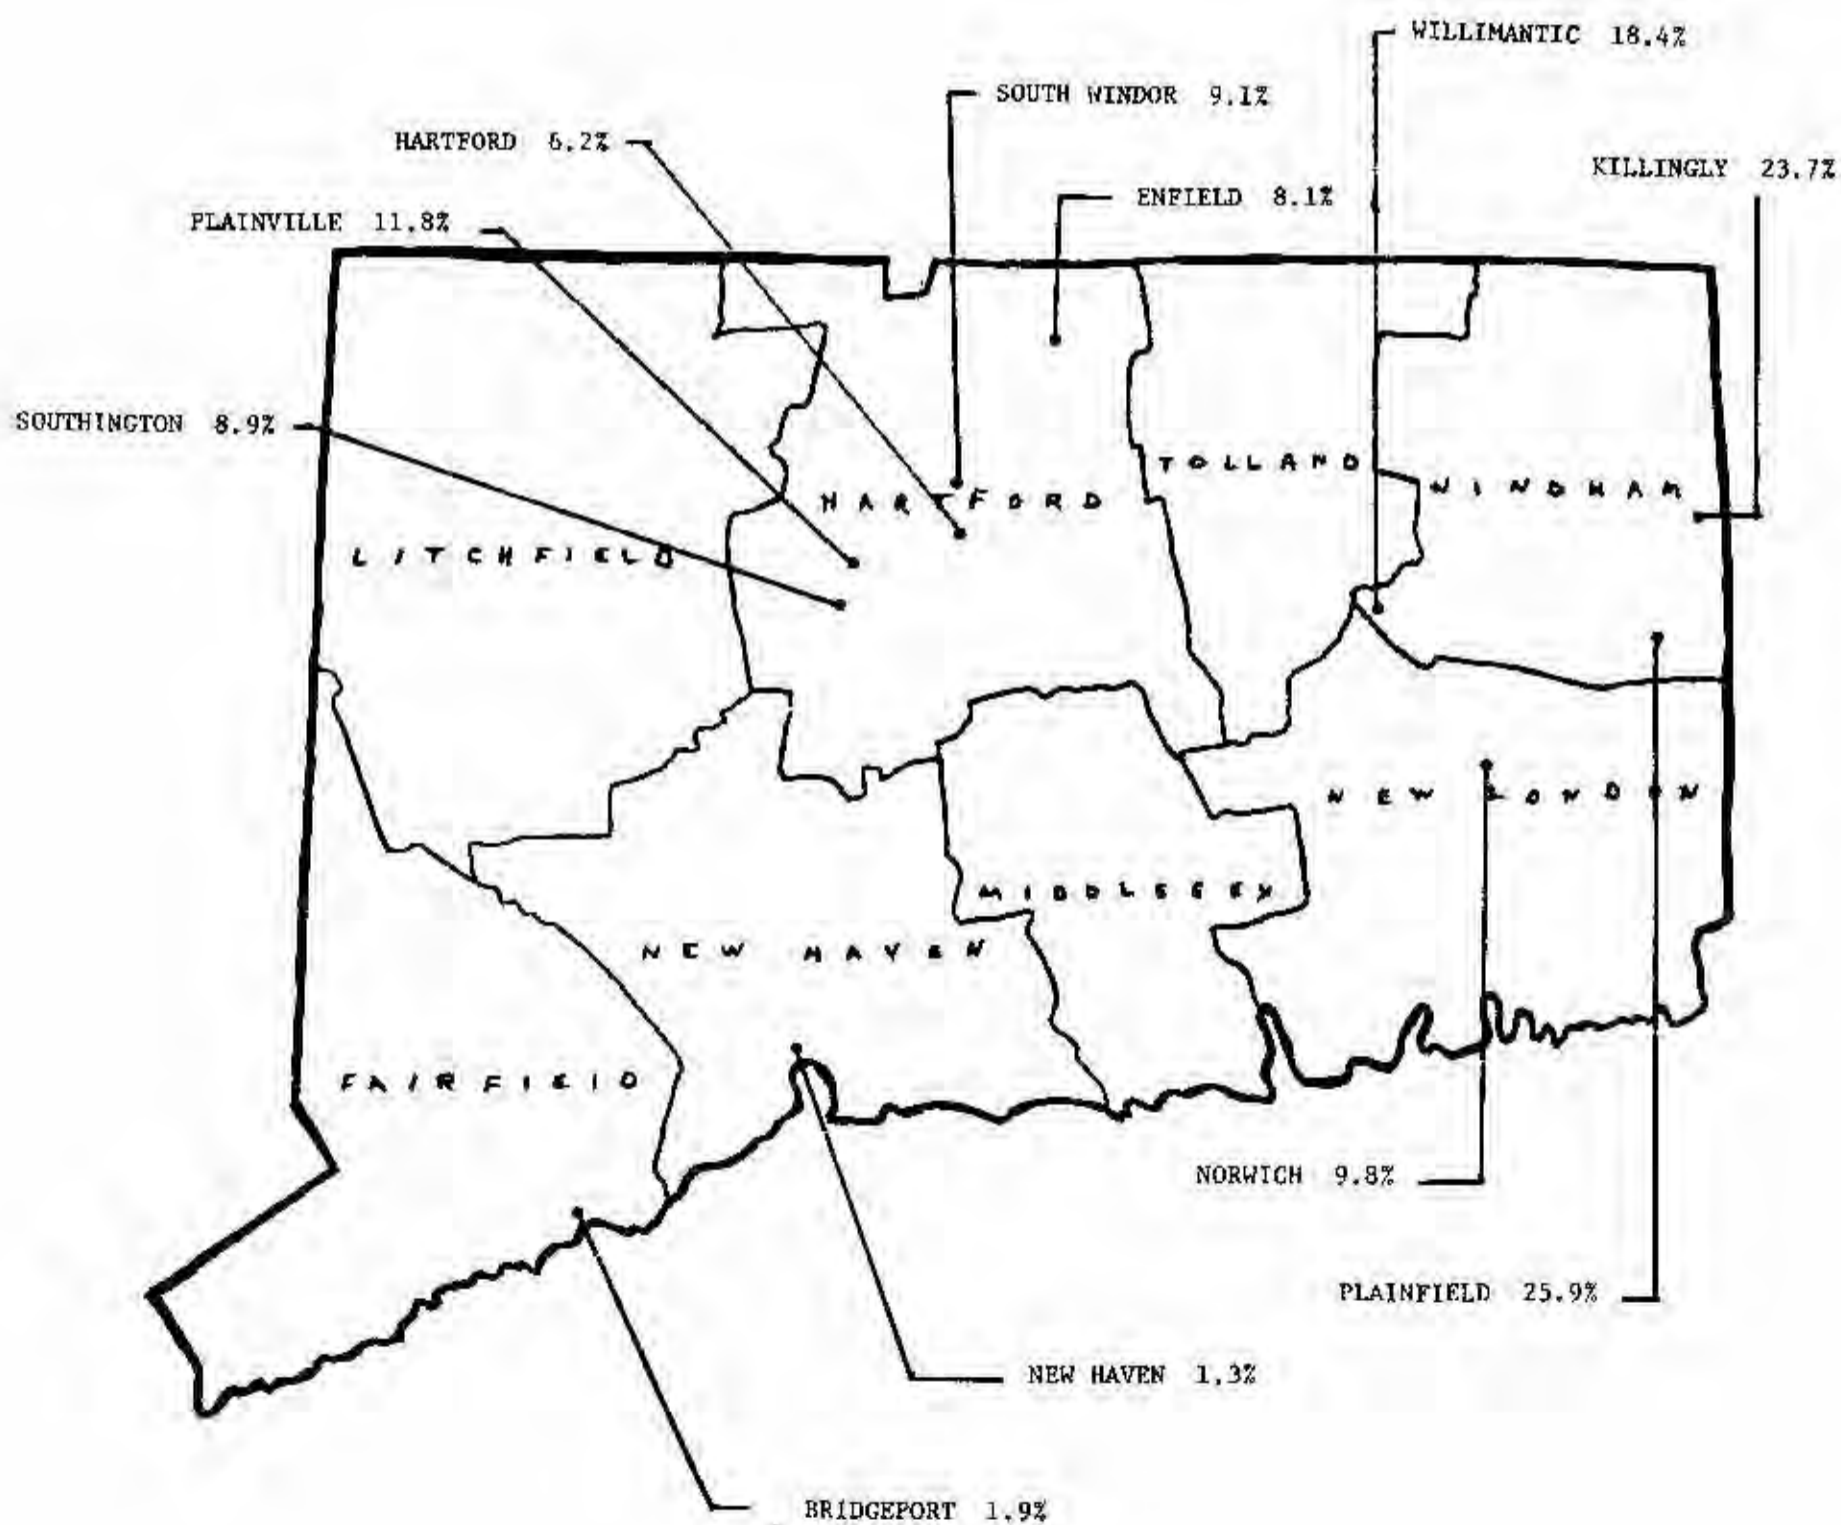 WILLIMANTIC 18.4%
SOUTH WINDOR 9.1%
HARTFORD 6.2%
KILLINGLY 23.7%
ENFIELD 8.1%
PLAINVILLE 11.8%
SOUTHINGTON 8.9%
TOLLAND
WINDHAM
HARTFORD
LITCHFIELD
NEW LONDON
MIDDLESEX
NEW HAVEN
FAIRFIELD
NORWICH 9.8%
PLAINFIELD 25.9%
NEW HAVEN 1.3%
BRIDGEPORT 1.9%